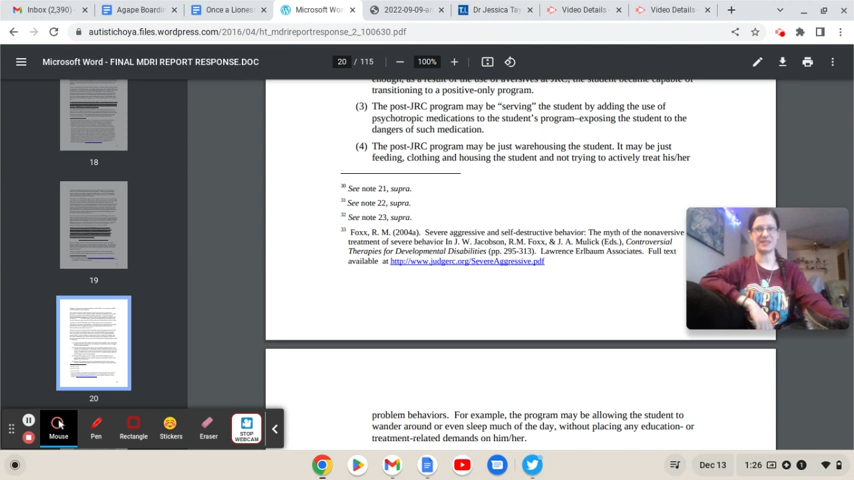 Inbox (2,390)
Agape Boardi
Once a Lioness
Microsoft Wor
2022-09-09-a
Dr Jessica Tay
Video Details
Video Details
autistichoya.files.wordpress.com/2016/04/ht_mdrireportresponse_2_100630.pdf
Microsoft Word - FINAL MDRI REPORT RESPONSE.DOC
20 / 115
100%
enough, as a result of the use of aversives at JRC, the student became capable of
transitioning to a positive-only program.
(3) The post-JRC program may be “serving” the student by adding the use of
psychotropic medications to the student’s program–exposing the student to the
dangers of such medication.
(4) The post-JRC program may be just warehousing the student. It may be just
feeding, clothing and housing the student and not trying to actively treat his/her
30 See note 21, supra.
31 See note 22, supra.
32 See note 23, supra.
33 Foxx, R. M. (2004a). Severe aggressive and self-destructive behavior: The myth of the nonaversive
treatment of severe behavior In J. W. Jacobson, R.M. Foxx, & J. A. Mulick (Eds.), Controversial
Therapies for Developmental Disabilities (pp. 295-313). Lawrence Erlbaum Associates. Full text
available at http://www.judgerc.org/SevereAggressive.pdf
problem behaviors. For example, the program may be allowing the student to
wander around or even sleep much of the day, without placing any education- or
treatment-related demands on him/her.
18
19
20
Mouse
Pen
Rectangle
Stickers
Eraser
STOP
WEBCAM
Dec 13
1
1:26